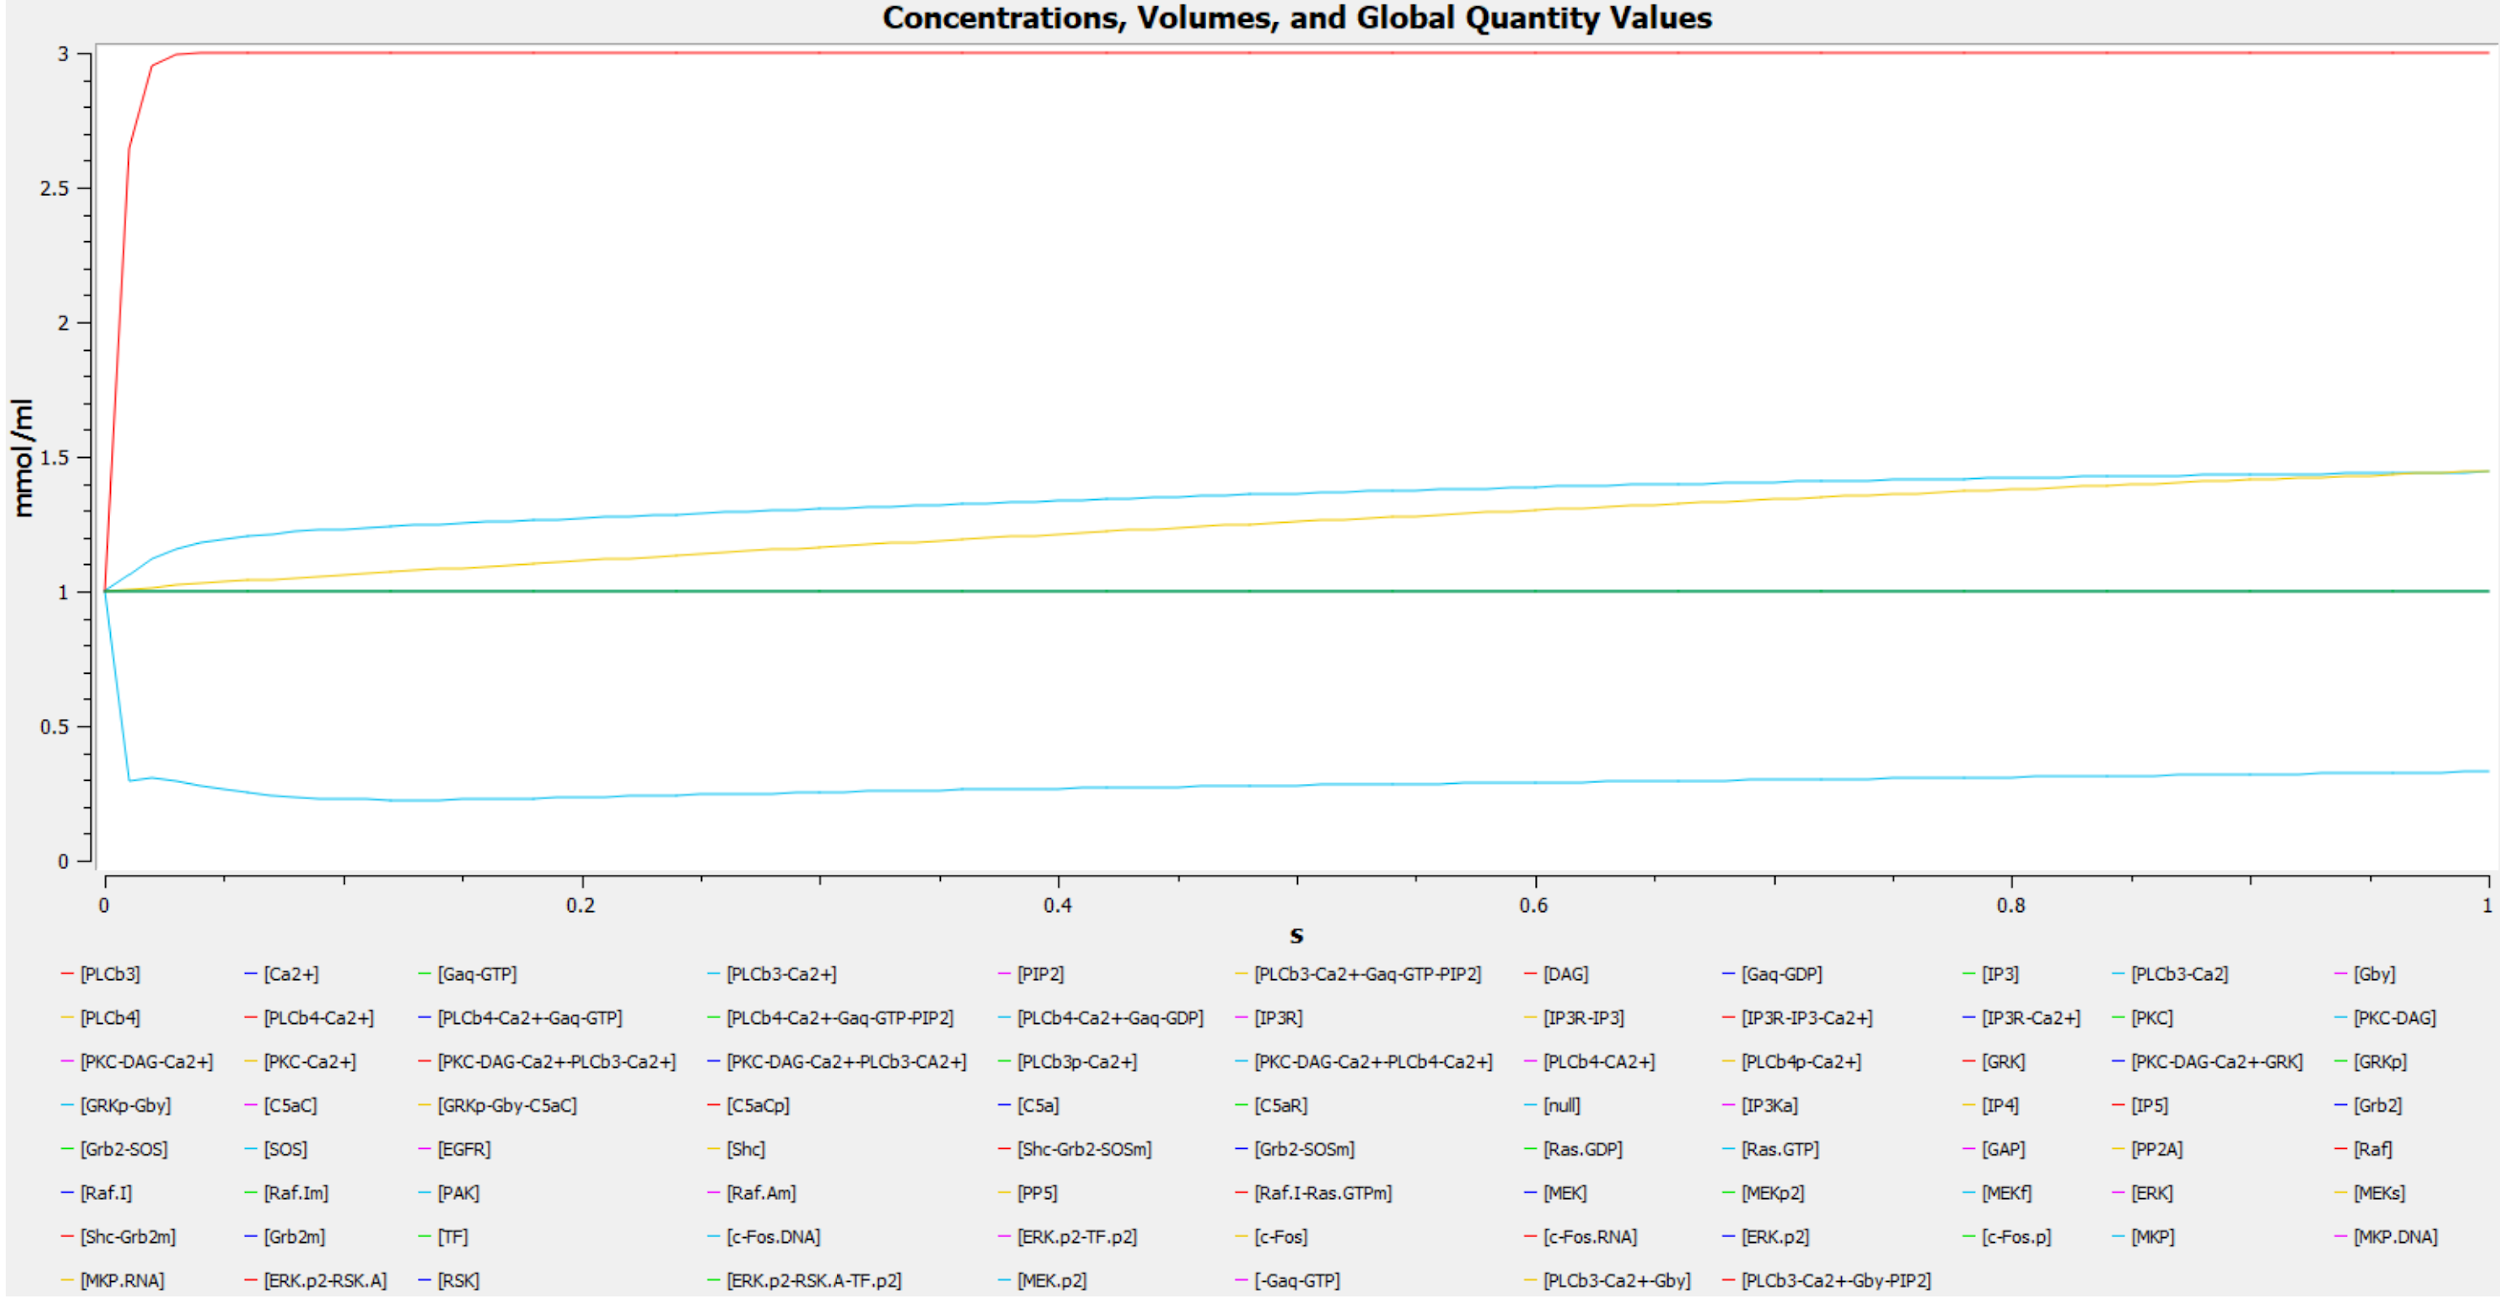 Concentrations, Volumes, and Global Quantity Values
3
2.5
2
1.5
1
0.5
0
mmol/ml
0 0.2 0.4 0.6 0.8 1
s
[PLCb3] [Ca2+] [Gaq-GTP] [PLCb3-Ca2+] [PIP2] [PLCb3-Ca2+-Gaq-GTP-PIP2] [DAG] [Gaq-GDP] [IP3] [PLCb3-Ca2] [Gby]
[PLCb4] [PLCb4-Ca2+] [PLCb4-Ca2+-Gaq-GTP] [PLCb4-Ca2+-Gaq-GTP-PIP2] [PLCb4-Ca2+-Gaq-GDP] [IP3R] [IP3R-IP3] [IP3R-IP3-Ca2+] [IP3R-Ca2+] [PKC] [PKC-DAG]
[PKC-DAG-Ca2+] [PKC-Ca2+] [PKC-DAG-Ca2+-PLCb3-Ca2+] [PKC-DAG-Ca2+-PLCb3-CA2+] [PLCb3p-Ca2+] [PKC-DAG-Ca2+-PLCb4-Ca2+] [PLCb4-CA2+] [PLCb4p-Ca2+] [GRK] [PKC-DAG-Ca2+-GRK] [GRKp]
[GRKp-Gby] [C5aC] [GRKp-Gby-C5aC] [C5aCp] [C5a] [C5aR] [null] [IP3Ka] [IP4] [IP5] [Grb2]
[Grb2-SOS] [SOS] [EGFR] [Shc] [Shc-Grb2-SOSm] [Grb2-SOSm] [Ras.GDP] [Ras.GTP] [GAP] [PP2A] [Raf]
[Raf.I] [Raf.Im] [PAK] [Raf.Am] [PP5] [Raf.I-Ras.GTPm] [MEK] [MEKp2] [MEKf] [ERK] [MEKs]
[Shc-Grb2m] [Grb2m] [TF] [c-Fos.DNA] [ERK.p2-TF.p2] [c-Fos] [c-Fos.RNA] [ERK.p2] [c-Fos.p] [MKP] [MKP.DNA]
[MKP.RNA] [ERK.p2-RSK.A] [RSK] [ERK.p2-RSK.A-TF.p2] [MEK.p2] [-Gaq-GTP] [PLCb3-Ca2+-Gby] [PLCb3-Ca2+-Gby-PIP2]